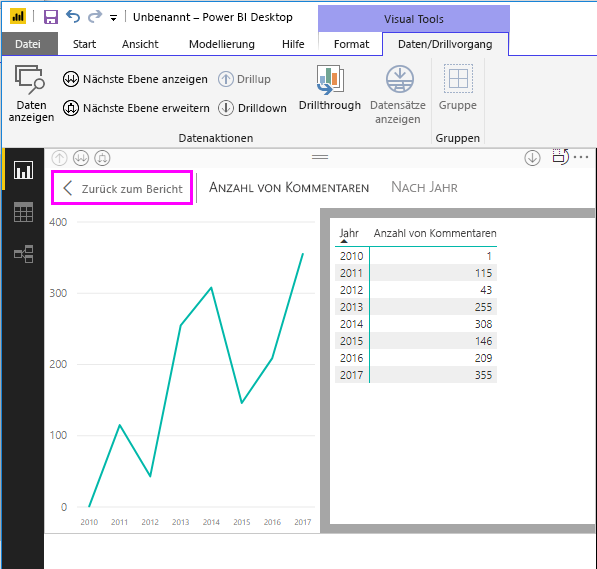 Unbenannt – Power BI Desktop
Visual Tools
Datei Start Ansicht Modellierung Hilfe Format Daten/Drillvorgang
Daten anzeigen
Nächste Ebene anzeigen
Nächste Ebene erweitern
Drillup
Drilldown
Drillthrough
Datensätze anzeigen
Gruppe
Datenaktionen
Gruppen
Zurück zum Bericht
Anzahl von Kommentaren
Nach Jahr
400
300
200
100
0
2010 2011 2012 2013 2014 2015 2016 2017
Jahr Anzahl von Kommentaren
2010 1
2011 115
2012 43
2013 255
2014 308
2015 146
2016 209
2017 355